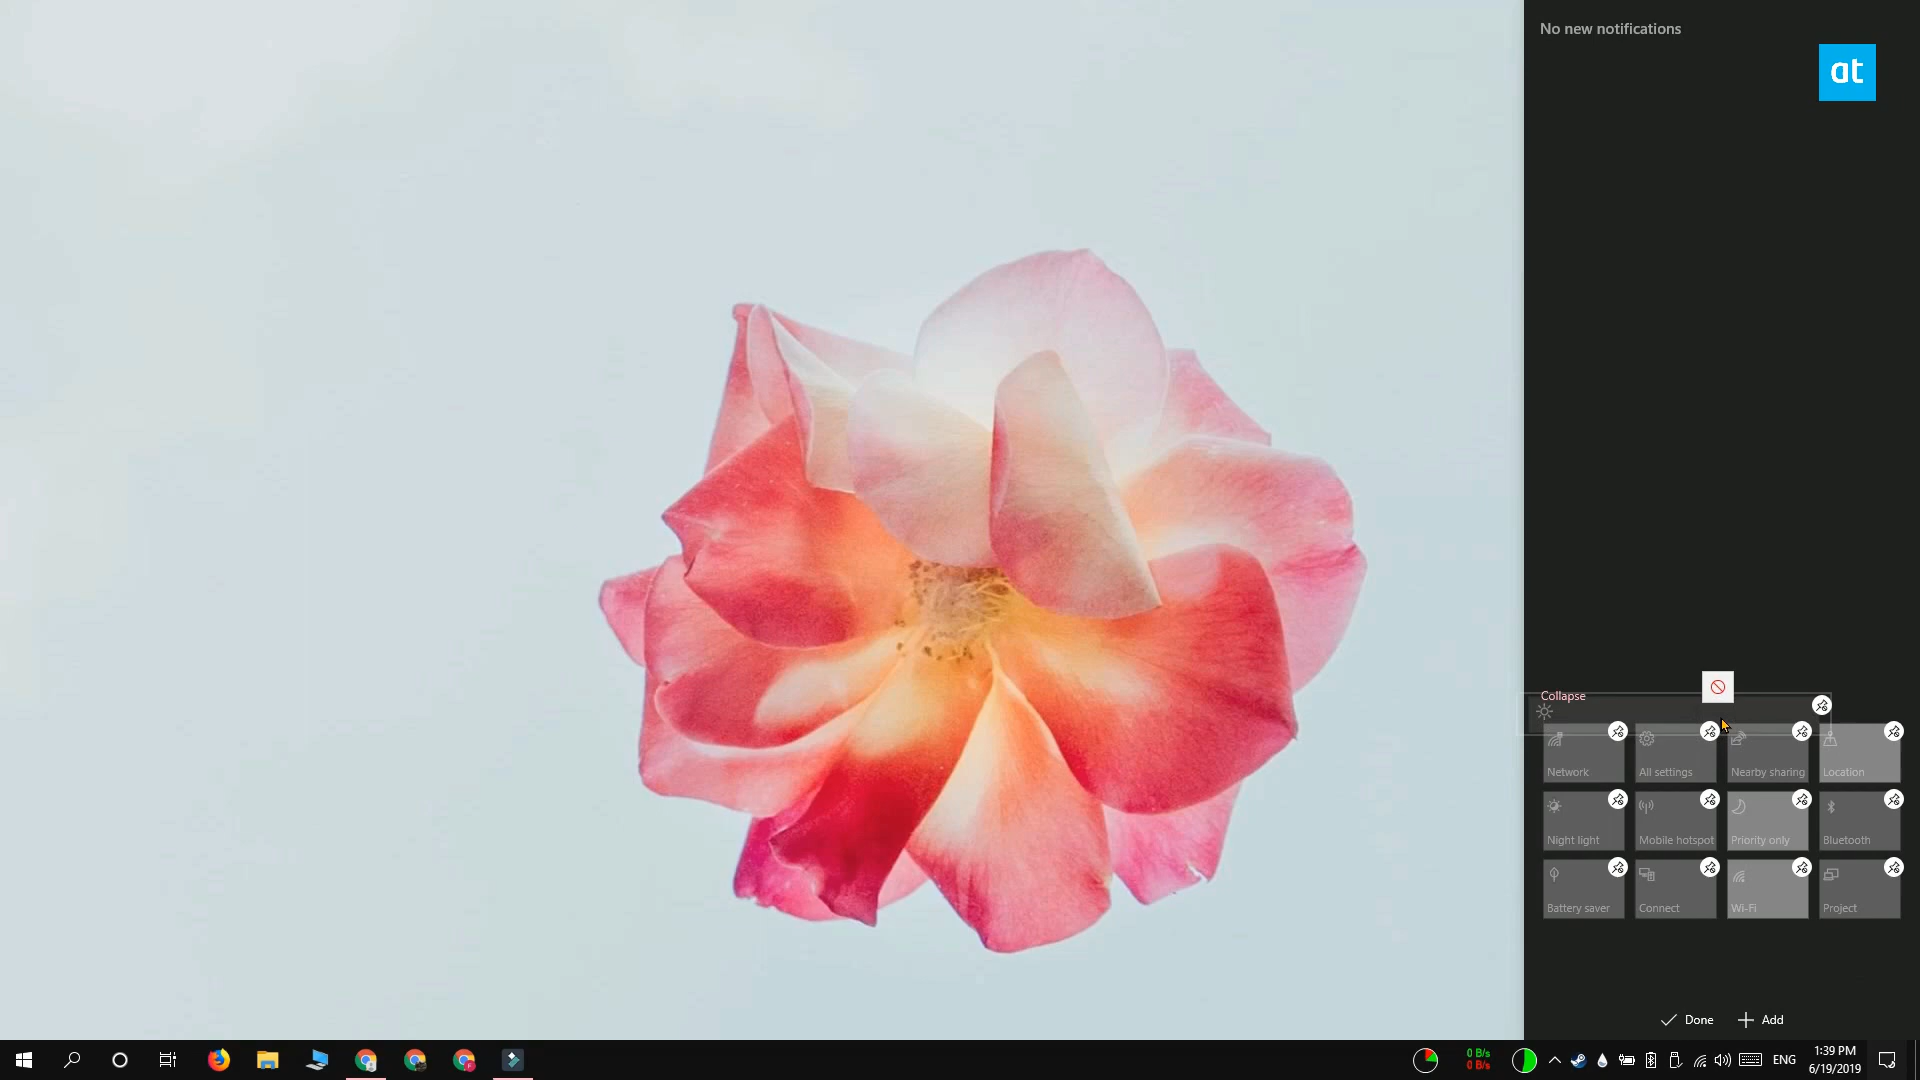 No new notifications
at
Collapse
Network
All settings
Nearby sharing
Location
Night light
Mobile hotspot
Priority only
Bluetooth
Battery saver
Connect
Wi-Fi
Project
Done
Add
0 B/s
0 B/s
ENG
1:39 PM
6/19/2019